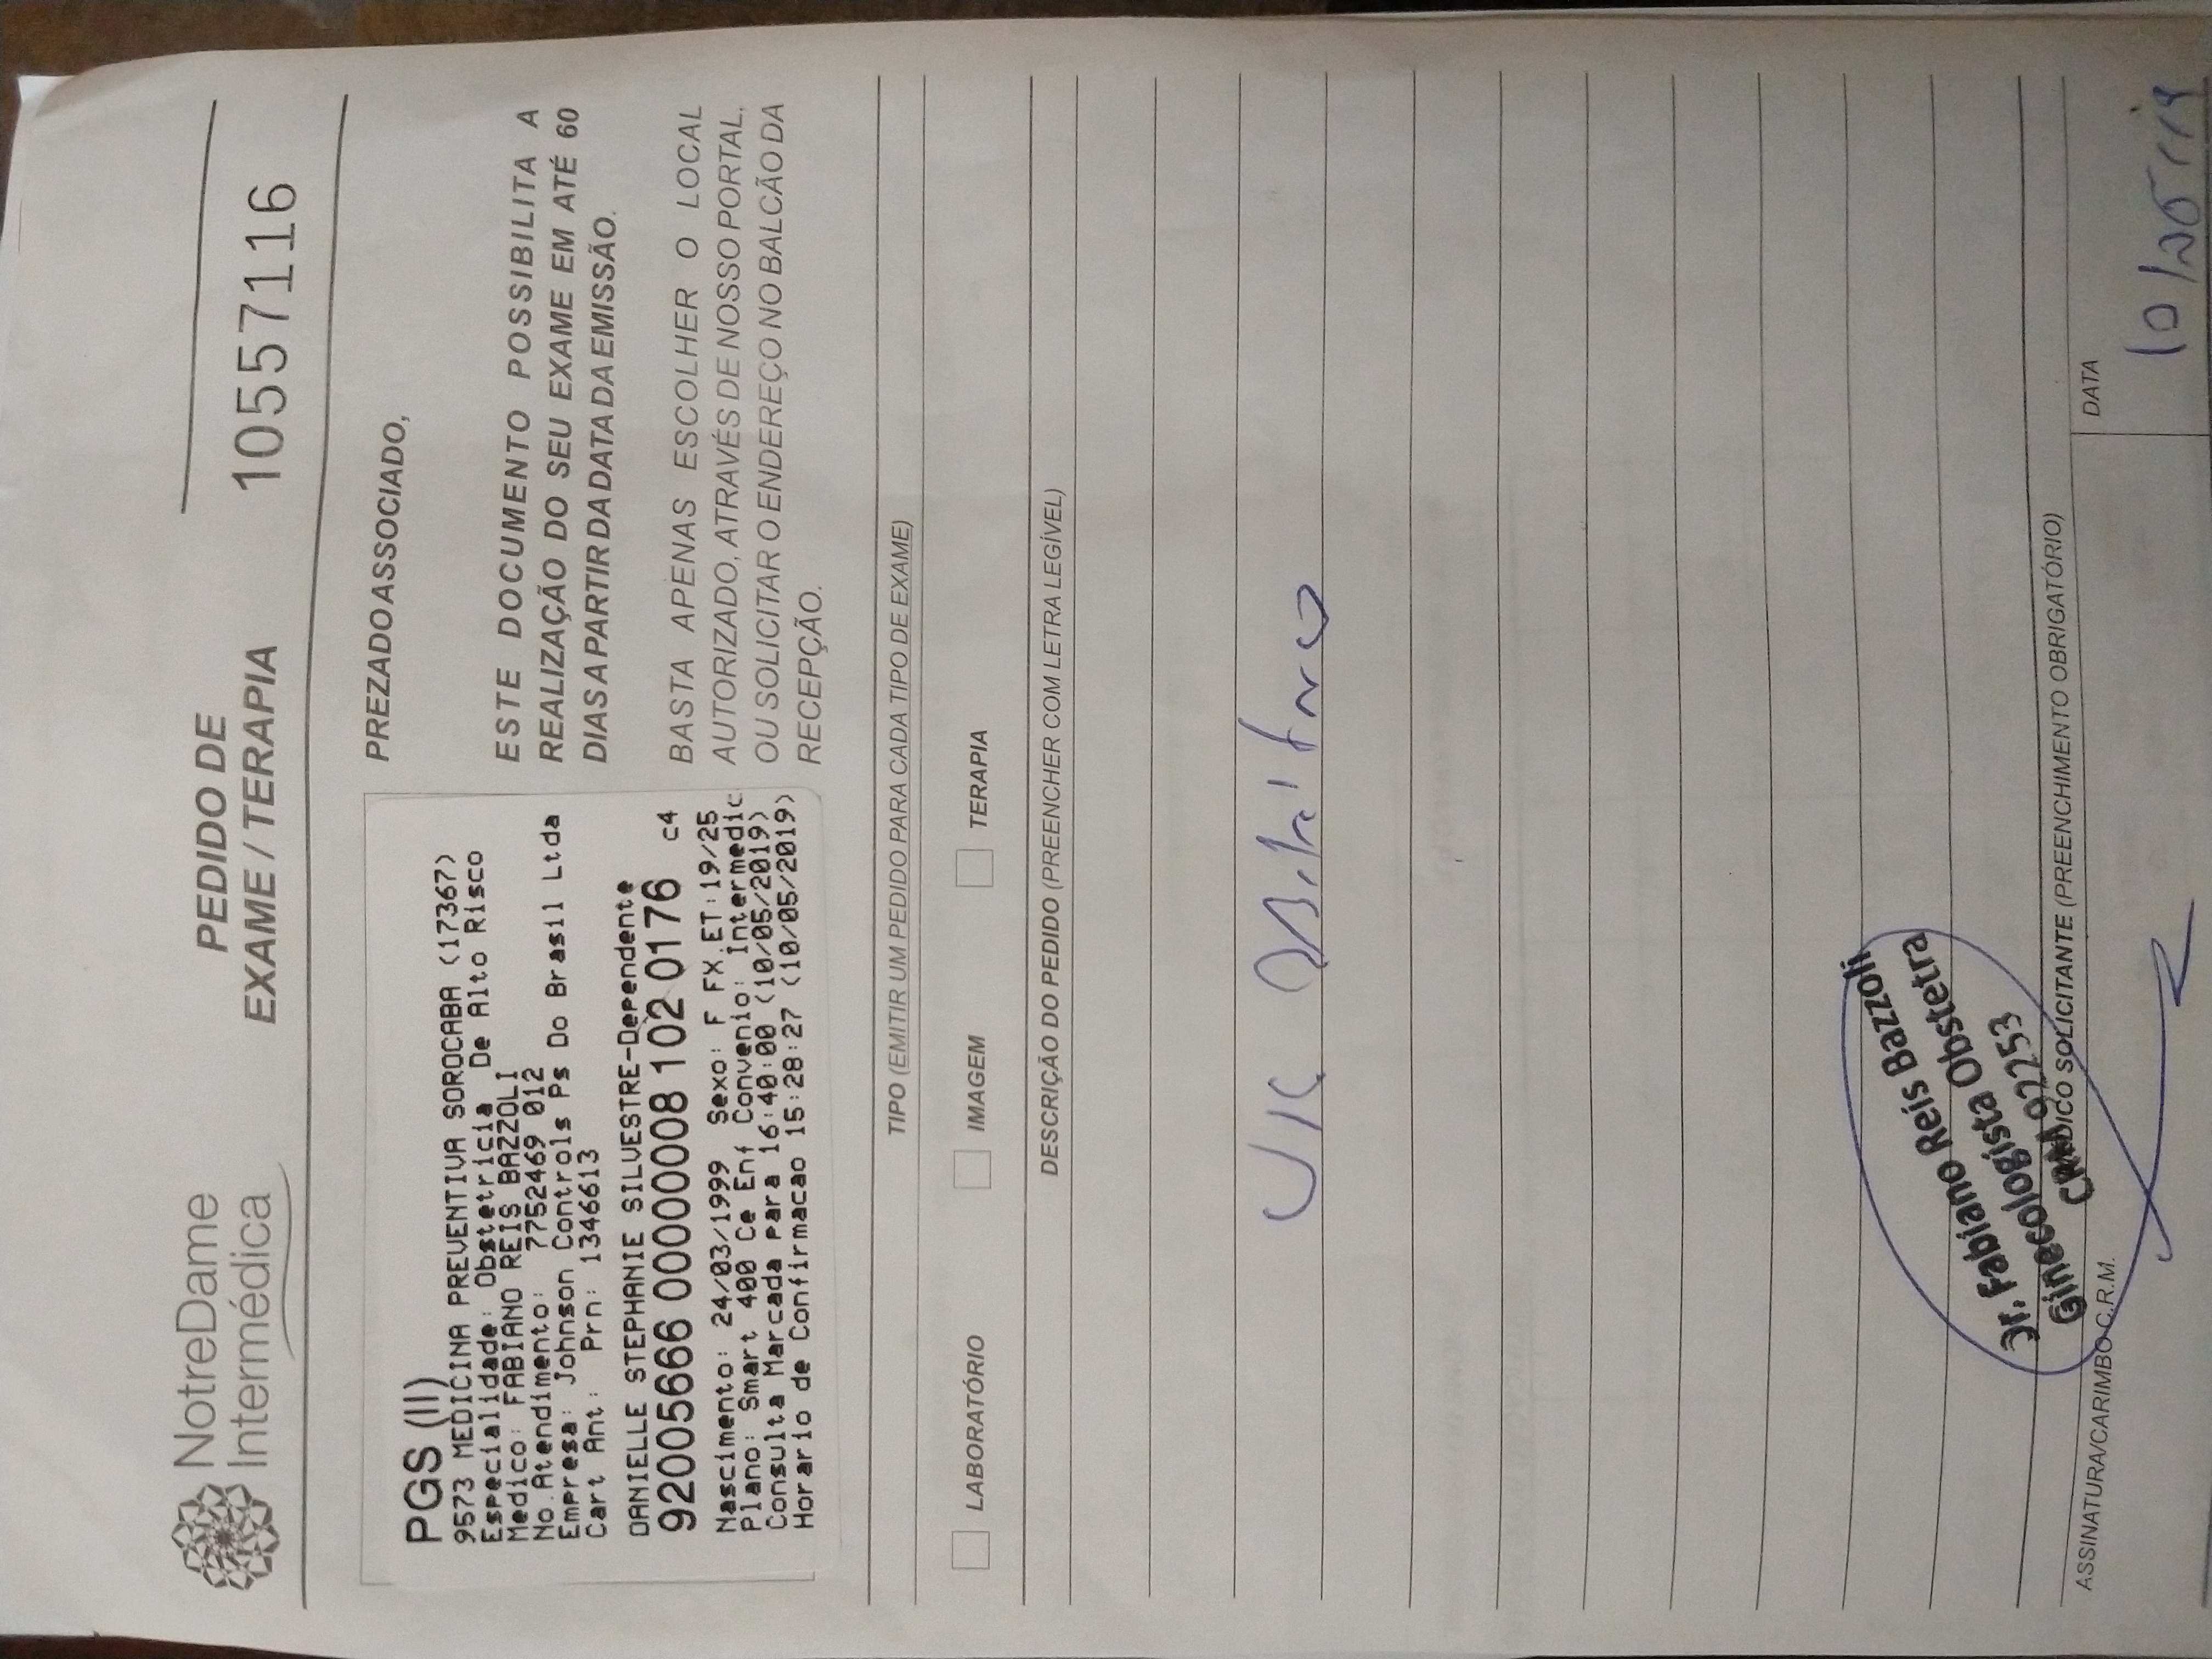 NotreDame
Intermédica
PEDIDO DE
EXAME / TERAPIA
10557116
PGS (II)
9573 MEDICINA PREVENTIVA SOROCABA (17367)
Especialidade: Obstetricia De Alto Risco
Medico: FABIANO REIS BAZZOLI
No.Atendimento: 7752469 012
Empresa: Johnson Controls Ps Do Brasil Ltda
Cart Ant: Prn: 1346613
DANIELLE STEPHANIE SILVESTRE-Dependente
92005666 00000008 102 0176 c4
Nascimento: 24/03/1999 Sexo: F FX.ET:19/25
Plano: Smart 400 Ce Enf Convenio: Intermedic
Consulta Marcada para 16:40:00 (10/05/2019)
Horario de Confirmacao 15:28:27 (10/05/2019)
PREZADO ASSOCIADO,
ESTE DOCUMENTO POSSIBILITA A
REALIZAÇÃO DO SEU EXAME EM ATÉ 60
DIAS A PARTIR DA DATA DA EMISSÃO.
BASTA APENAS ESCOLHER O LOCAL
AUTORIZADO, ATRAVÉS DE NOSSO PORTAL,
OU SOLICITAR O ENDEREÇO NO BALCÃO DA
RECEPÇÃO.
TIPO (EMITIR UM PEDIDO PARA CADA TIPO DE EXAME)
LABORATÓRIO IMAGEM TERAPIA
DESCRIÇÃO DO PEDIDO (PREENCHER COM LETRA LEGÍVEL)
Obstétrico
Dr. Fabiano Reis Bazzoli
Ginecologista Obstetra
CRM 92253
MÉDICO SOLICITANTE (PREENCHIMENTO OBRIGATÓRIO)
ASSINATURA/CARIMBO C.R.M.
DATA
10/05/19